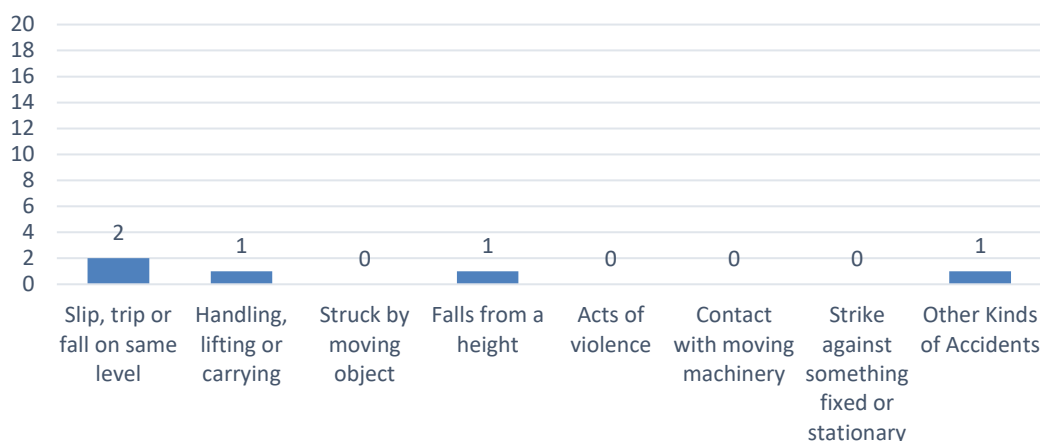 20
18
16
14
12
10
8
6
4
2
0
2
1
0
1
0
0
0
1
Slip, trip or
fall on same
level
Handling,
lifting or
carrying
Struck by
moving
object
Falls from a
height
Acts of
violence
Contact
with moving
machinery
Strike
against
something
fixed or
stationary
Other Kinds
of Accidents